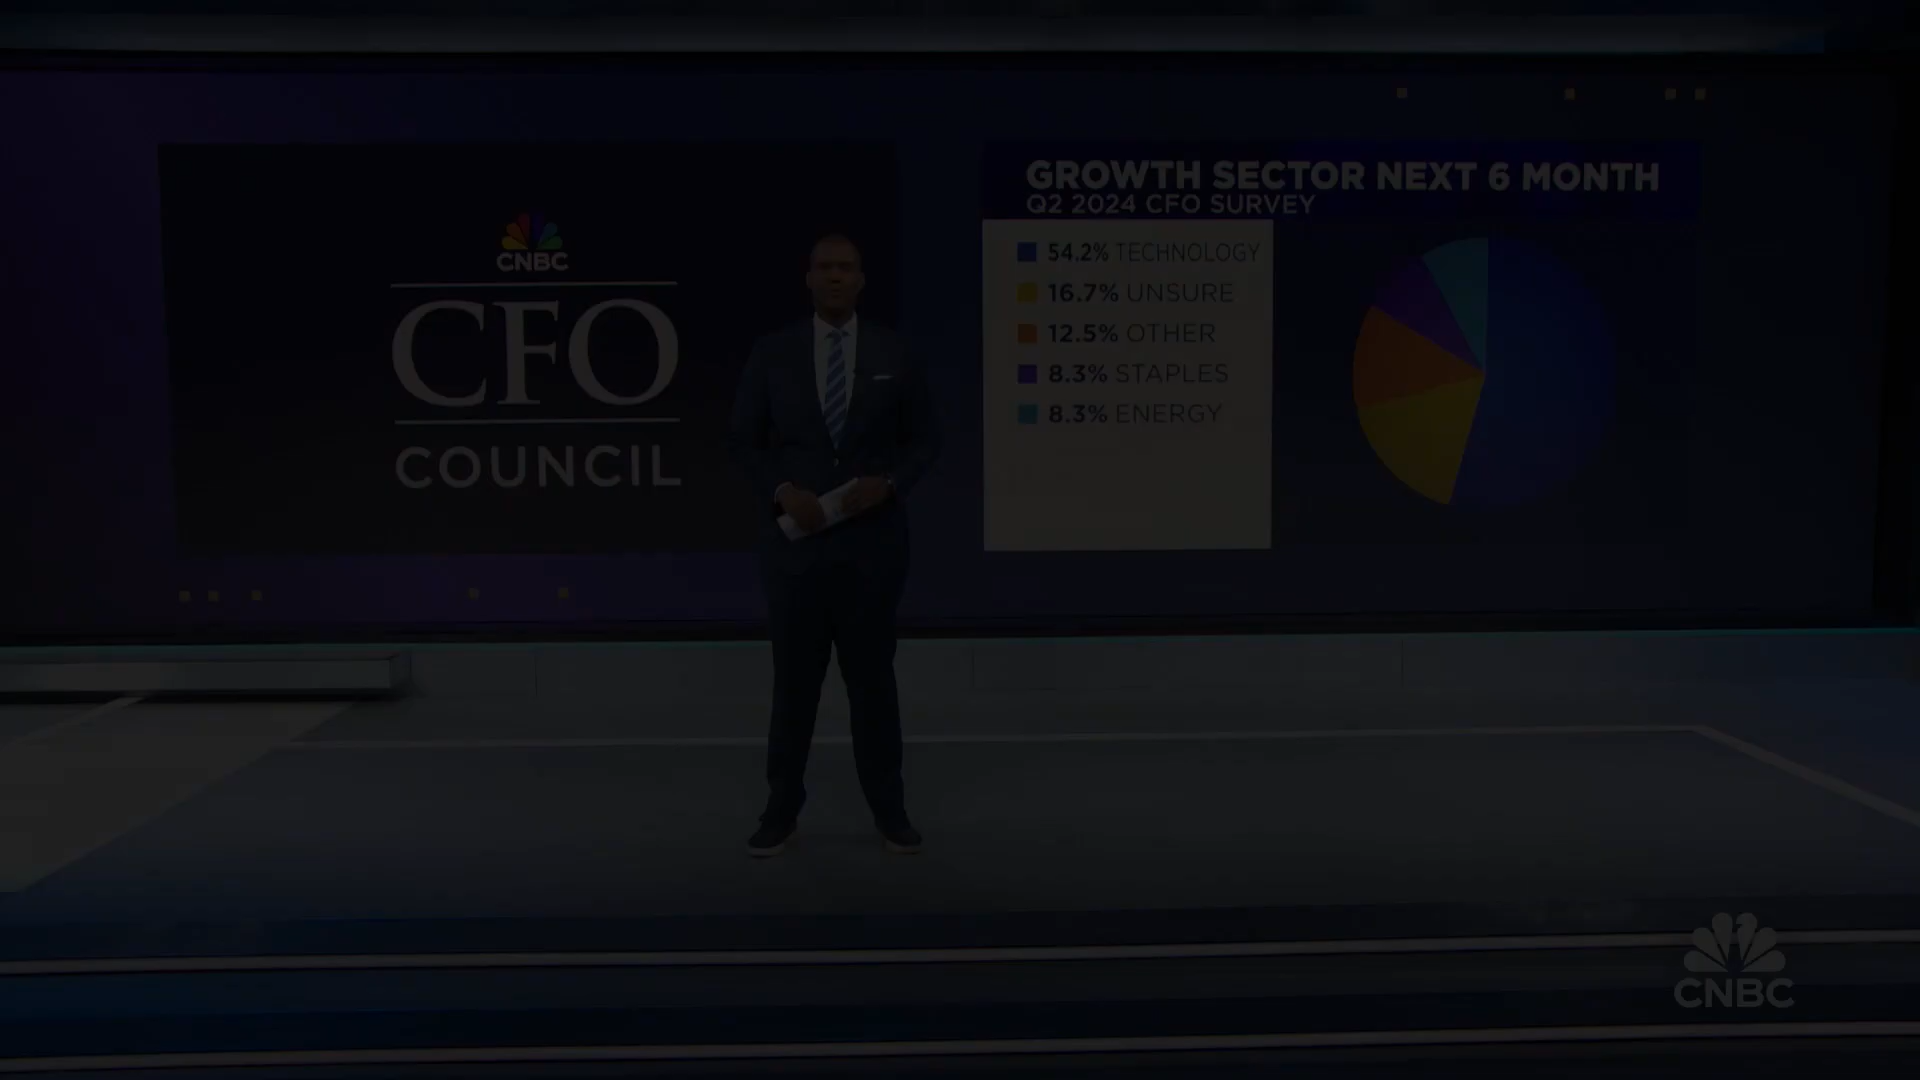 CNBC
CFO
COUNCIL
GROWTH SECTOR NEXT 6 MONTH
Q2 2024 CFO SURVEY
54.2% TECHNOLOGY
16.7% UNSURE
12.5% OTHER
8.3% STAPLES
8.3% ENERGY
CNBC